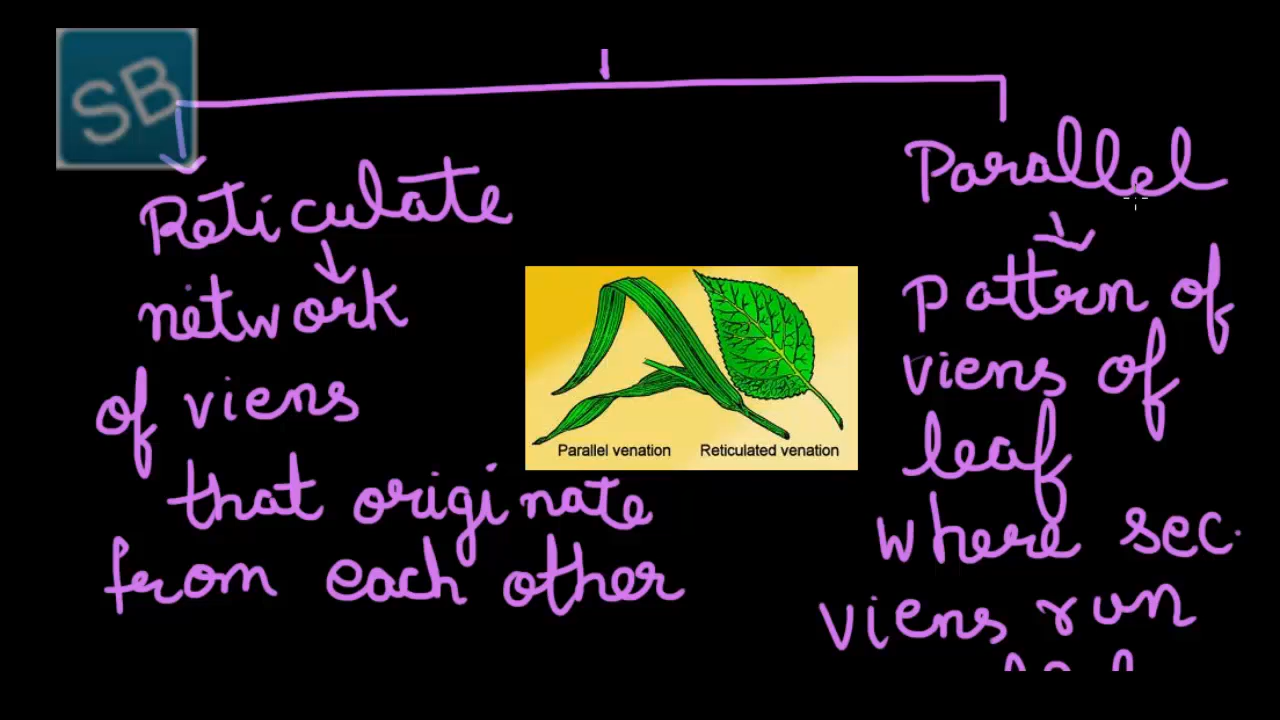 SB
Reticulate
network
of viens
that originate
from each other
Parallel venation
Reticulated venation
Parallel
pattern of
viens of
leaf
where sec.
viens run